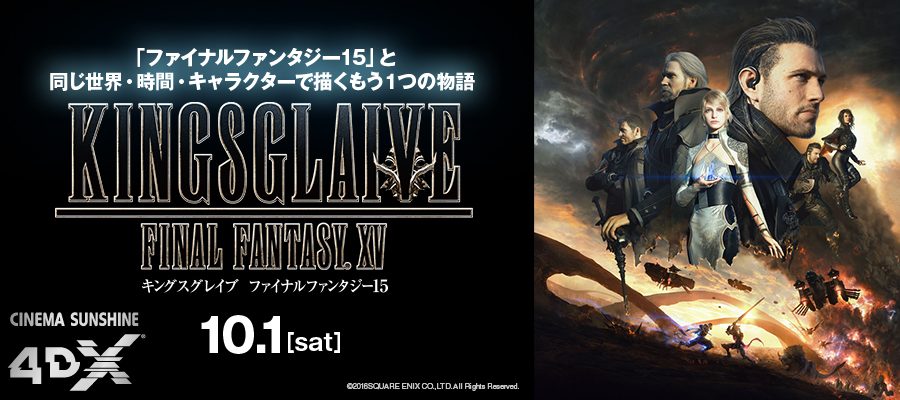 「ファイナルファンタジー15」と
同じ世界・時間・キャラクターで描くもう1つの物語
KINGSGLAIVE
FINAL FANTASY XV
キングスグレイブ ファイナルファンタジー15
CINEMA SUNSHINE
4DX®
10.1[sat]
©2016SQUARE ENIX CO.,LTD.All Rights Reserved.